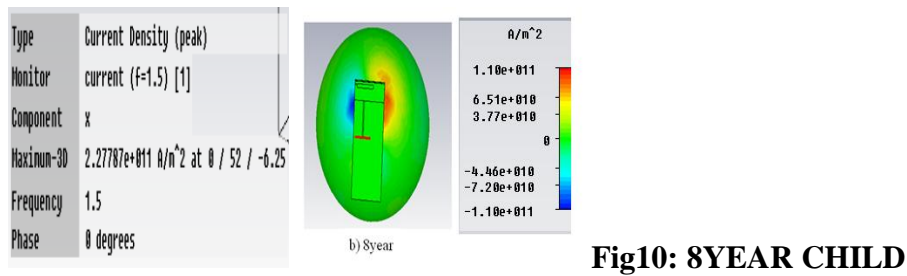 Type Current Density (peak)
Monitor current (f=1.5) [1]
Component x
Maximum-3D 2.27787e+011 A/m^2 at 0 / 52 / -6.25
Frequency 1.5
Phase 0 degrees
b) 8year
A/m^2
1.10e+011
6.51e+010
3.77e+010
0
-4.46e+010
-7.20e+010
-1.10e+011
Fig10: 8YEAR CHILD